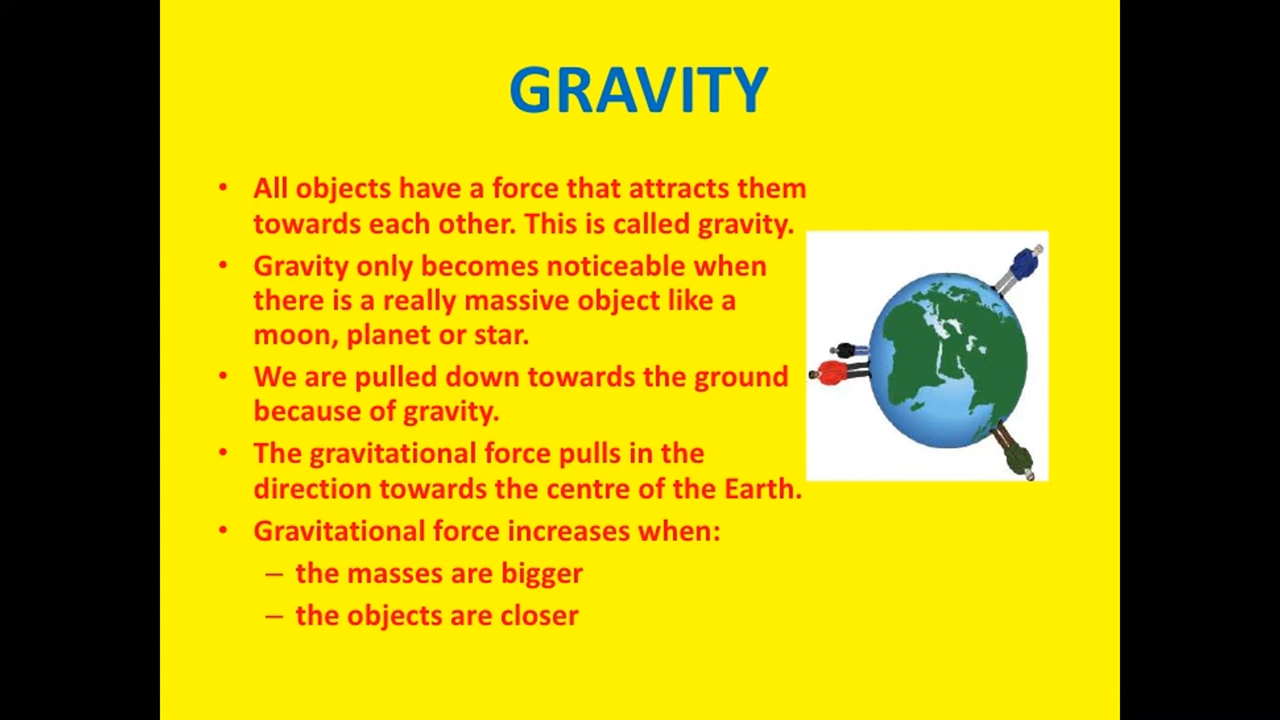 GRAVITY
• All objects have a force that attracts them
towards each other. This is called gravity.
• Gravity only becomes noticeable when
there is a really massive object like a
moon, planet or star.
• We are pulled down towards the ground
because of gravity.
• The gravitational force pulls in the
direction towards the centre of the Earth.
• Gravitational force increases when:
– the masses are bigger
– the objects are closer